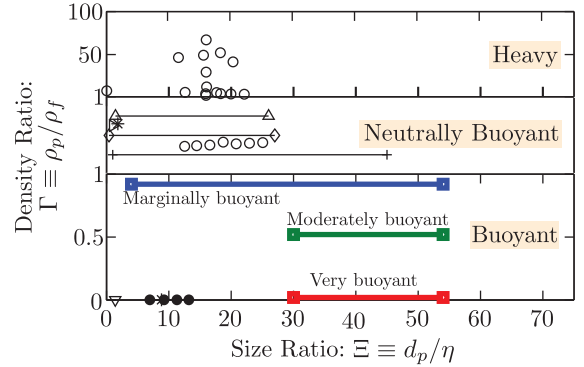 100
50
Heavy
1
Neutrally Buoyant
1
Marginally buoyant
Moderately buoyant
0.5
Buoyant
Very buoyant
0
0 10 20 30 40 50 60 70
Density Ratio:
Γ ≡ ρp/ρf
Size Ratio: Ξ ≡ dp/η